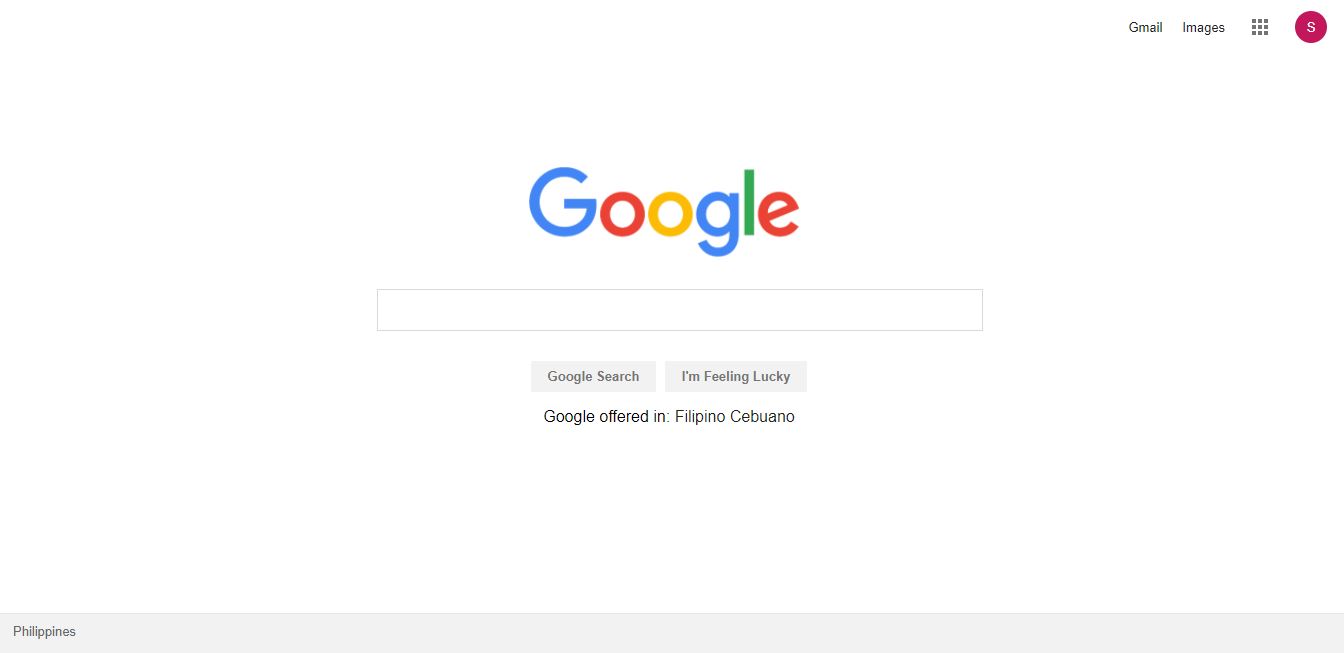 Gmail Images S
Google
Google Search I'm Feeling Lucky
Google offered in: Filipino Cebuano
Philippines